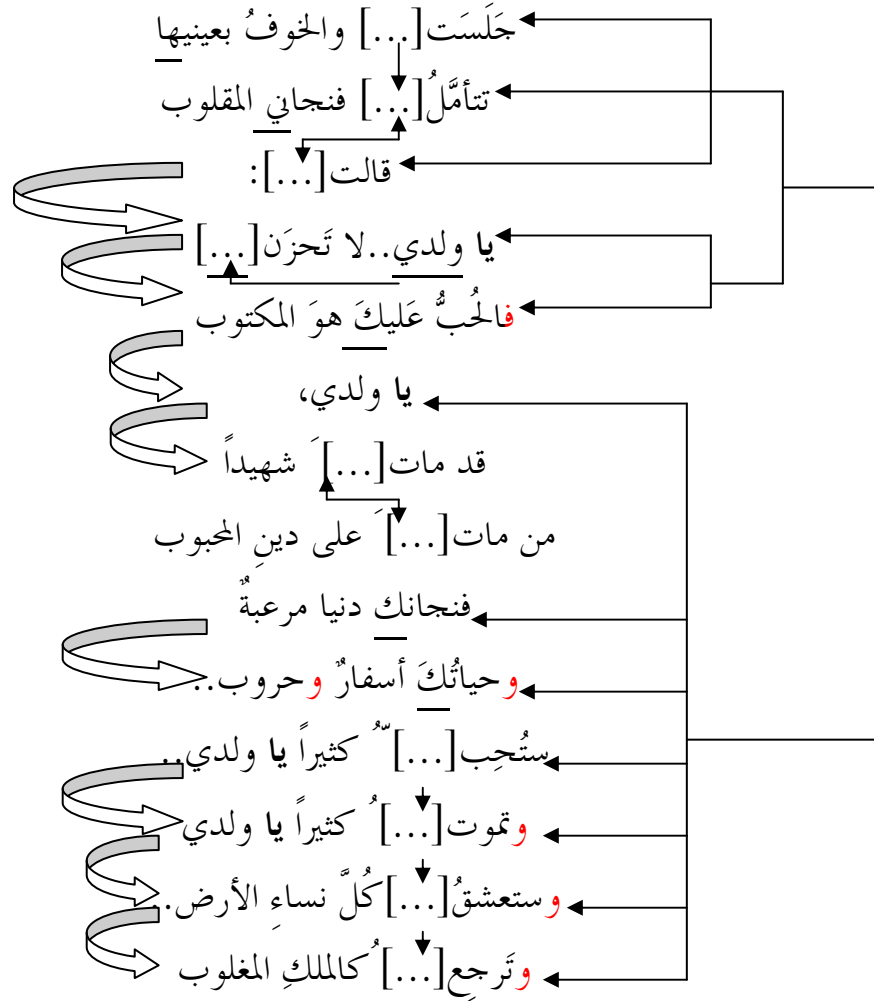 جَلَسَت[...] والخوفُ بعينيها
تتأمَّلُ[...] فنجاني المقلوب
قالت[...]:
يا ولدي..لا تَحزَن[...]
فالحُبُّ عَليكَ هوَ المكتوب
يا ولدي،
قد مات[...]َ شهيداً
من مات[...]َ على دينِ المحبوب
فنجانك دنيا مرعبةٌ
وحياتُكَ أسفارٌ وحروب..
ستُحِب[...]ُّ كثيراً يا ولدي..
وتموت[...]ُ كثيراً يا ولدي
وستعشقُ[...]كُلَّ نساءِ الأرض..
وتَرجِع[...]ُ كالملكِ المغلوب